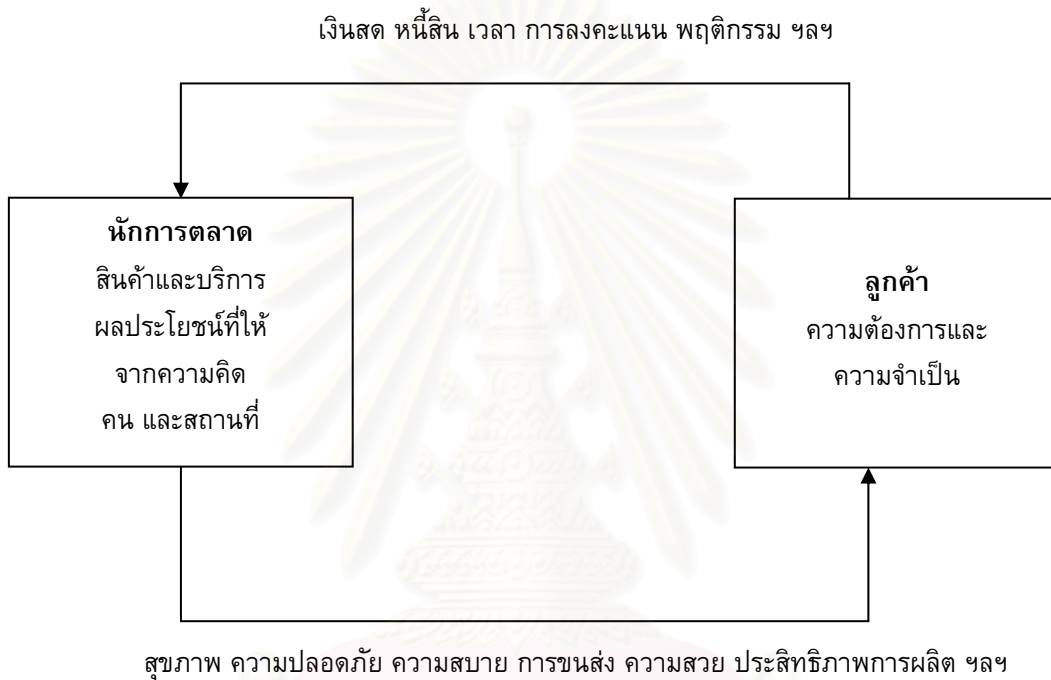 เงินสด หนี้สิน เวลา การลงคะแนน พฤติกรรม ฯลฯ
นักการตลาด
สินค้าและบริการ
ผลประโยชน์ที่ให้
จากความคิด
คน และสถานที่
ลูกค้า
ความต้องการและ
ความจำเป็น
สุขภาพ ความปลอดภัย ความสบาย การขนส่ง ความสวย ประสิทธิภาพการผลิต ฯลฯ